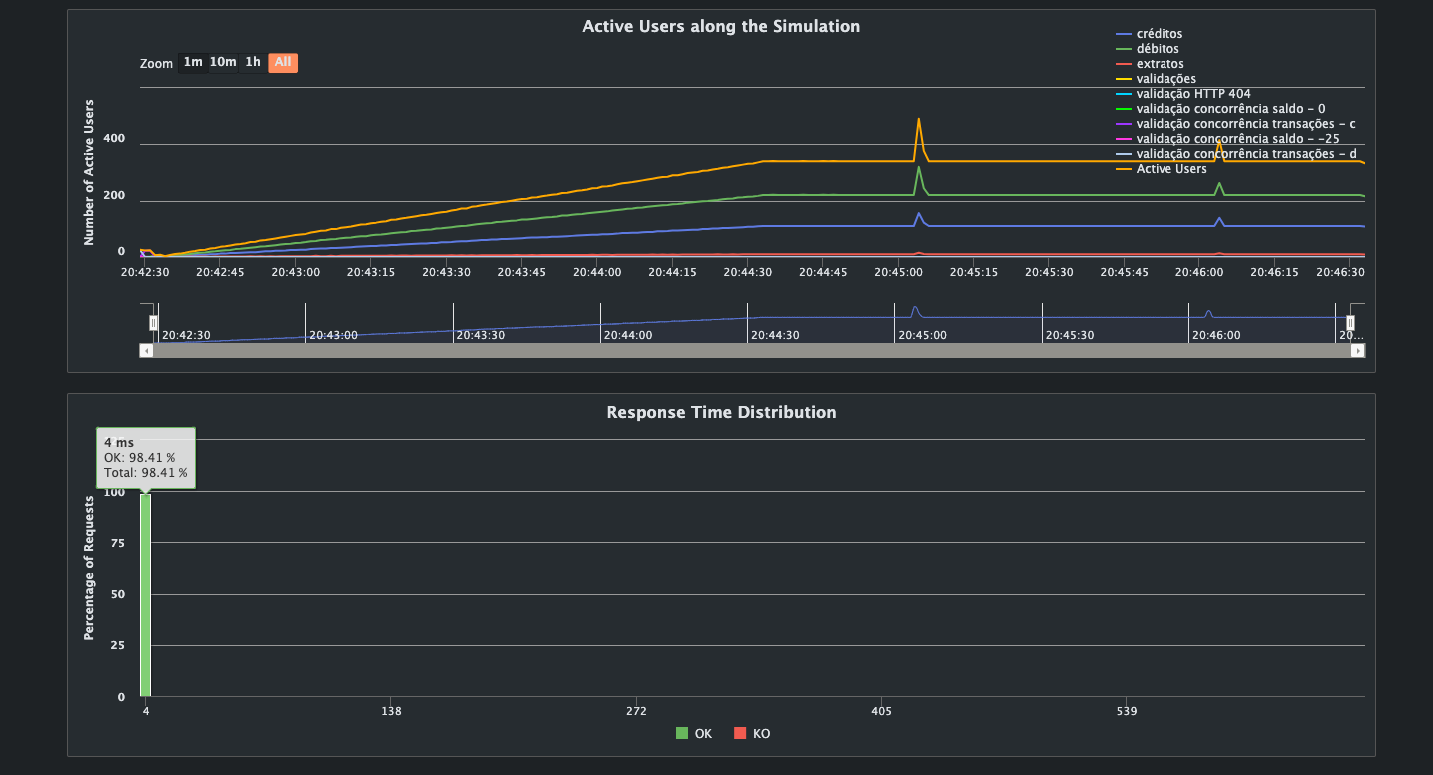 Active Users along the Simulation
Zoom 1m 10m 1h All
créditos
débitos
extratos
validações
validação HTTP 404
validação concorrência saldo – 0
validação concorrência transações – c
validação concorrência saldo – -25
validação concorrência transações – d
Active Users
Number of Active Users
400
200
0
20:42:30 20:42:45 20:43:00 20:43:15 20:43:30 20:43:45 20:44:00 20:44:15 20:44:30 20:44:45 20:45:00 20:45:15 20:45:30 20:45:45 20:46:00 20:46:15 20:46:30
20:42:30 20:43:00 20:43:30 20:44:00 20:44:30 20:45:00 20:45:30 20:46:00 20…
Response Time Distribution
4 ms
OK: 98.41 %
Total: 98.41 %
Percentage of Requests
100
75
50
25
0
4 138 272 405 539
OK KO